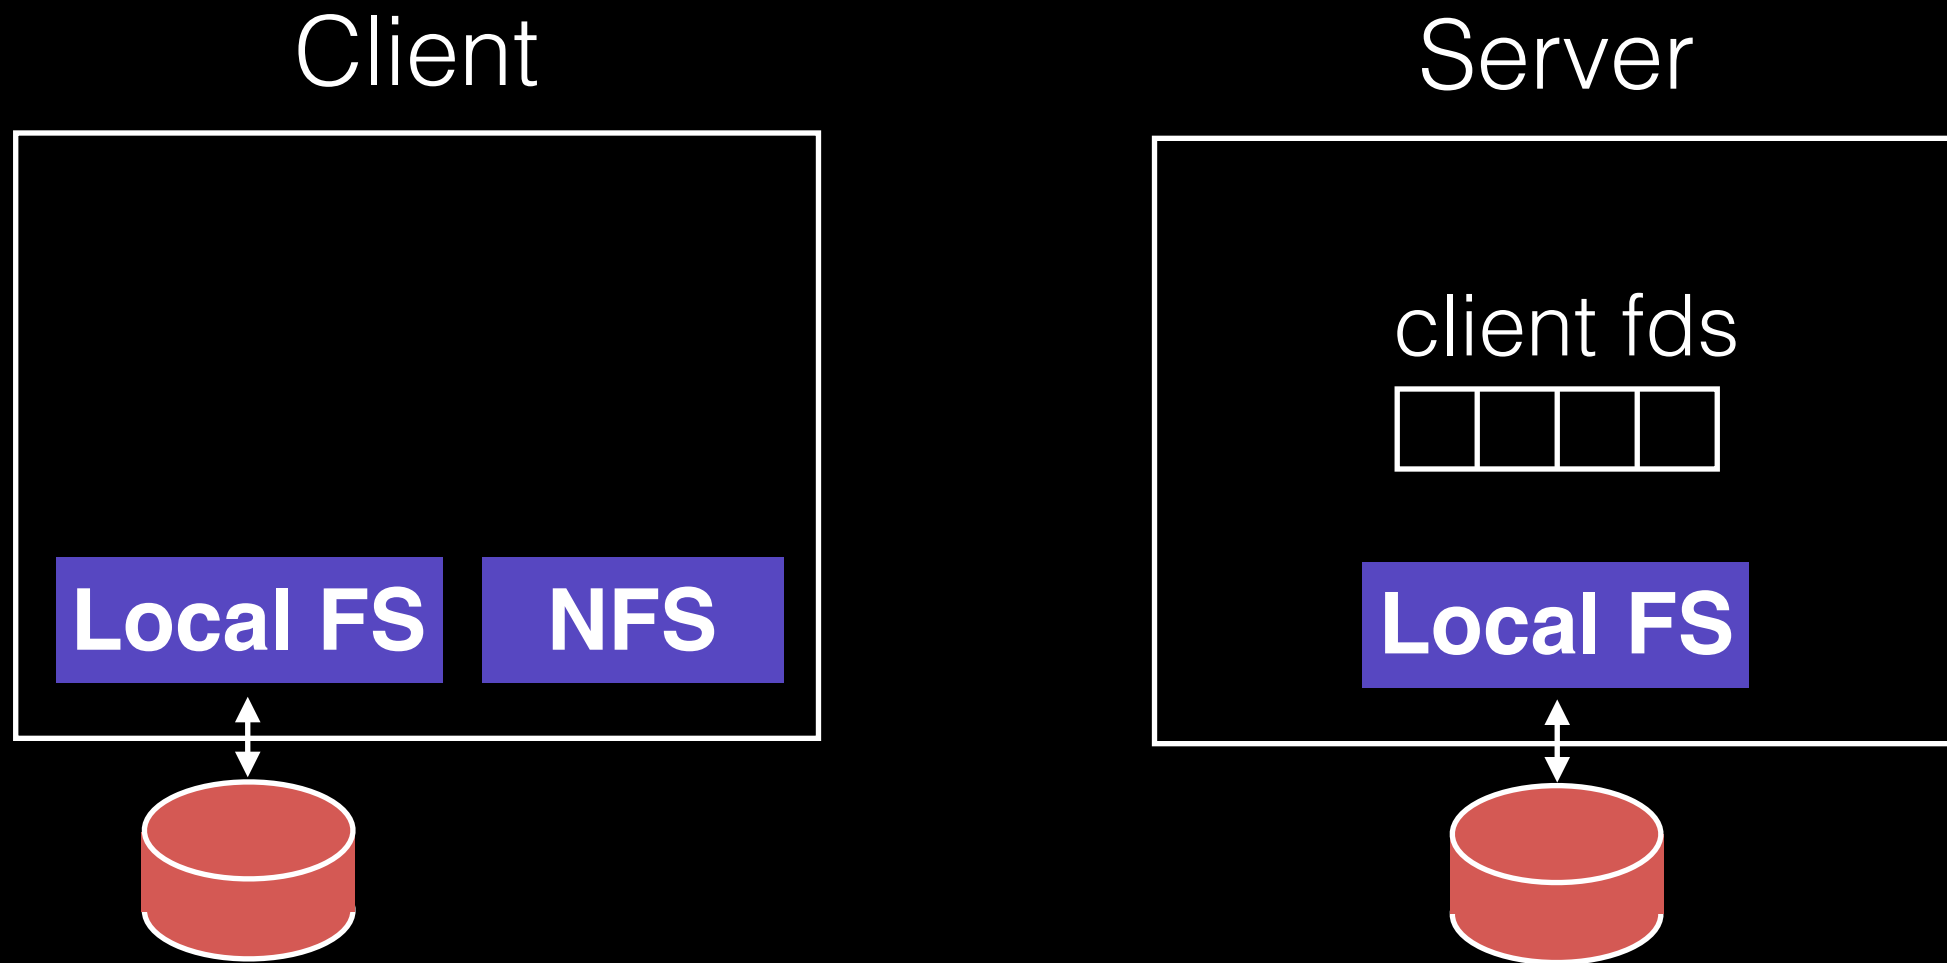 Client
Server
client fds
Local FS
NFS
Local FS